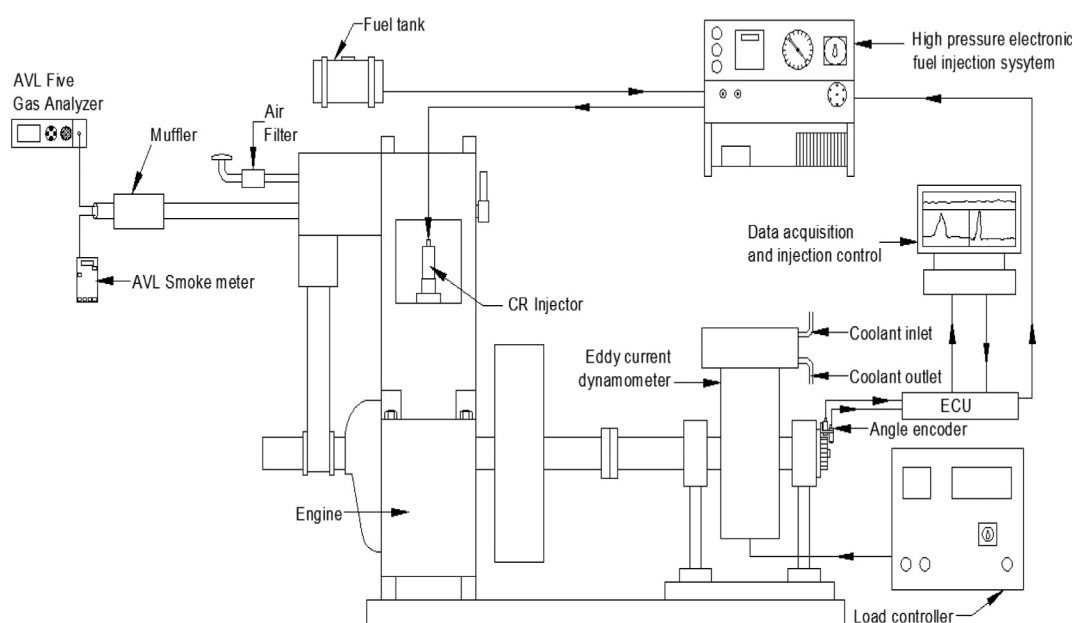 Fuel tank
High pressure electronic
fuel injection sysytem
AVL Five
Gas Analyzer
Muffler
Air
Filter
Data acquisition
and injection control
AVL Smoke meter
CR Injector
Coolant inlet
Eddy current
dynamometer
Coolant outlet
ECU
Angle encoder
Engine
Load controller